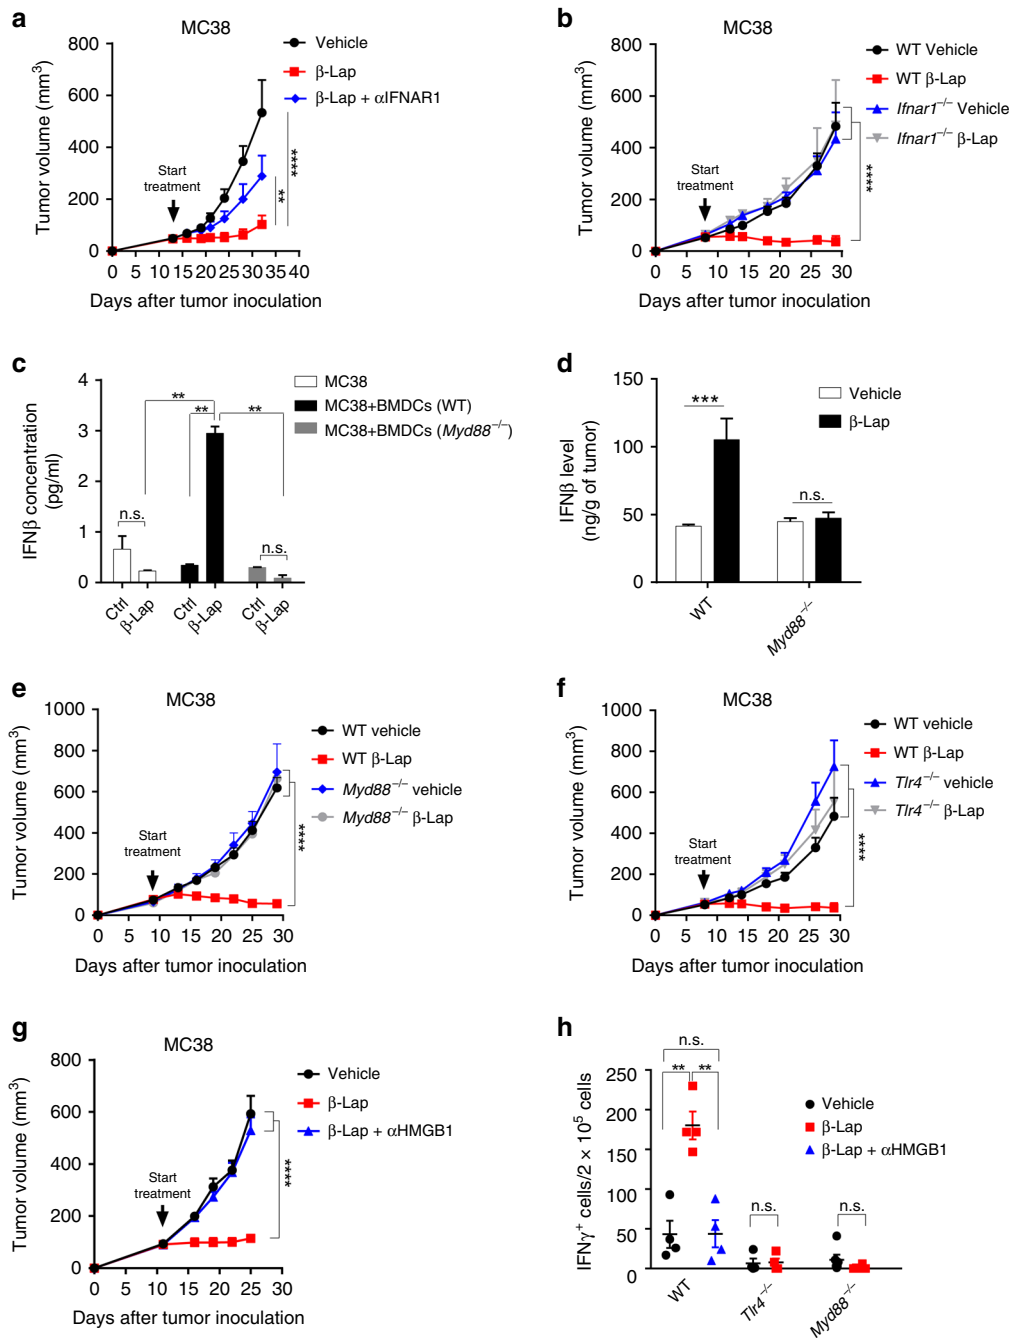 a
MC38
Vehicle
β-Lap
β-Lap + αIFNAR1
Tumor volume (mm³)
800
600
400
200
0
Start
treatment
****
**
0 5 10 15 20 25 30 35 40
Days after tumor inoculation
b
MC38
WT Vehicle
WT β-Lap
Ifnar1⁻/⁻ Vehicle
Ifnar1⁻/⁻ β-Lap
Tumor volume (mm³)
800
600
400
200
0
Start
treatment
****
0 5 10 15 20 25 30
Days after tumor inoculation
c
MC38
MC38+BMDCs (WT)
MC38+BMDCs (Myd88⁻/⁻)
IFNβ concentration
(pg/ml)
4
3
2
1
0
**
** **
n.s.
n.s.
Ctrl β-Lap Ctrl β-Lap Ctrl β-Lap
d
Vehicle
β-Lap
IFNβ level
(ng/g of tumor)
150
100
50
0
***
n.s.
WT Myd88⁻/⁻
e
MC38
WT vehicle
WT β-Lap
Myd88⁻/⁻ vehicle
Myd88⁻/⁻ β-Lap
Tumor volume (mm³)
1000
800
600
400
200
0
Start
treatment
****
0 5 10 15 20 25 30
Days after tumor inoculation
f
MC38
WT vehicle
WT β-Lap
Tlr4⁻/⁻ vehicle
Tlr4⁻/⁻ β-Lap
Tumor volume (mm³)
1000
800
600
400
200
0
Start
treatment
****
0 5 10 15 20 25 30
Days after tumor inoculation
g
MC38
Vehicle
β-Lap
β-Lap + αHMGB1
Tumor volume (mm³)
800
600
400
200
0
Start
treatment
****
0 5 10 15 20 25 30
Days after tumor inoculation
h
n.s.
** **
Vehicle
β-Lap
β-Lap + αHMGB1
IFNγ⁺ cells/2 × 10⁵ cells
250
150
200
100
50
0
n.s.
n.s.
WT Tlr4⁻/⁻ Myd88⁻/⁻